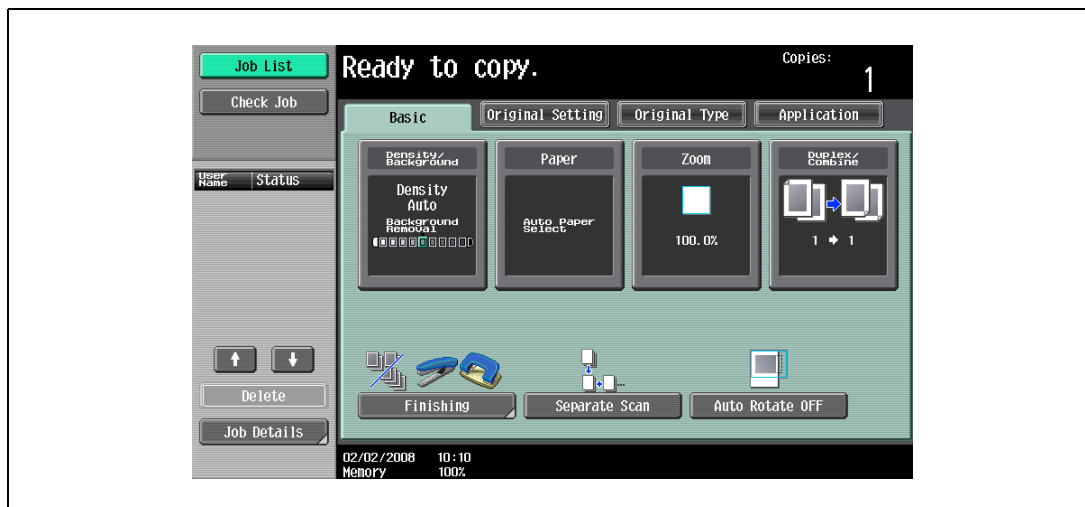 Job List
Check Job
User
Name
Status
Delete
Job Details
Ready to copy.
Copies:
1
Basic
Original Setting
Original Type
Application
Density/
Background
Density
Auto
Background
Removal
Paper
Auto Paper
Select
Zoom
100.0%
Duplex/
Combine
1 → 1
Finishing
Separate Scan
Auto Rotate OFF
02/02/2008 10:10
Memory 100%